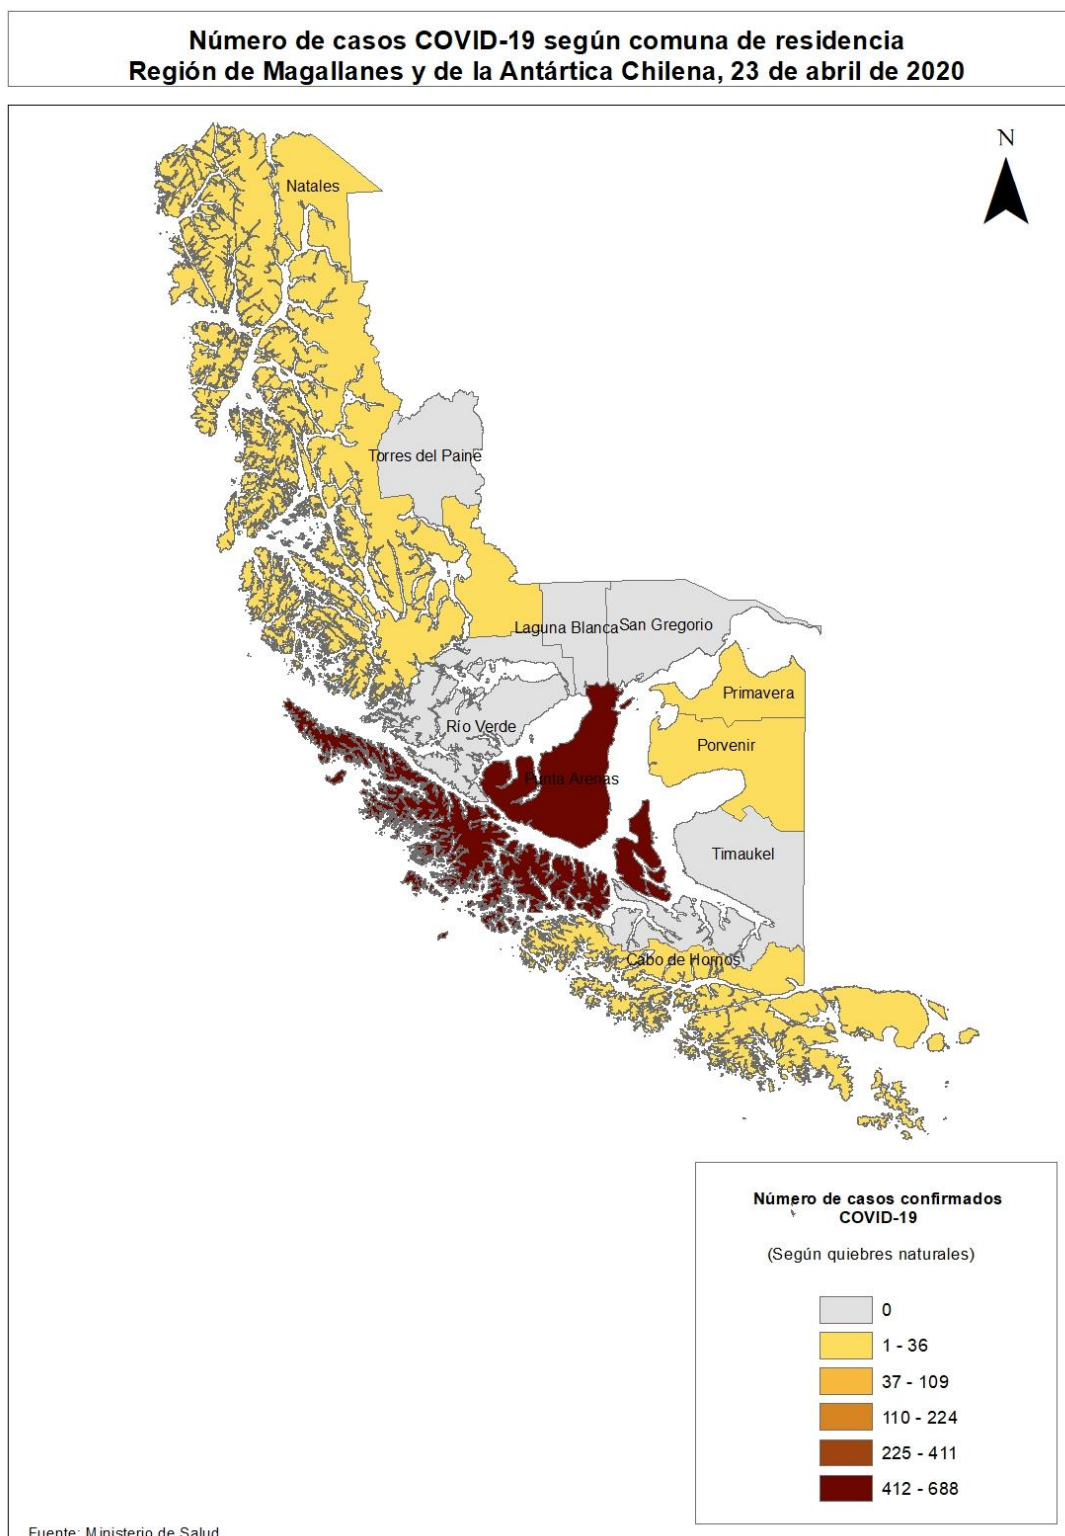 Número de casos COVID-19 según comuna de residencia
Región de Magallanes y de la Antártica Chilena, 23 de abril de 2020
N
Natales
Torres del Paine
Laguna Blanca
San Gregorio
Primavera
Río Verde
Porvenir
Punta Arenas
Timaukel
Cabo de Hornos
Número de casos confirmados
COVID-19
(Según quiebres naturales)
0
1 - 36
37 - 109
110 - 224
225 - 411
412 - 688
Fuente: Ministerio de Salud